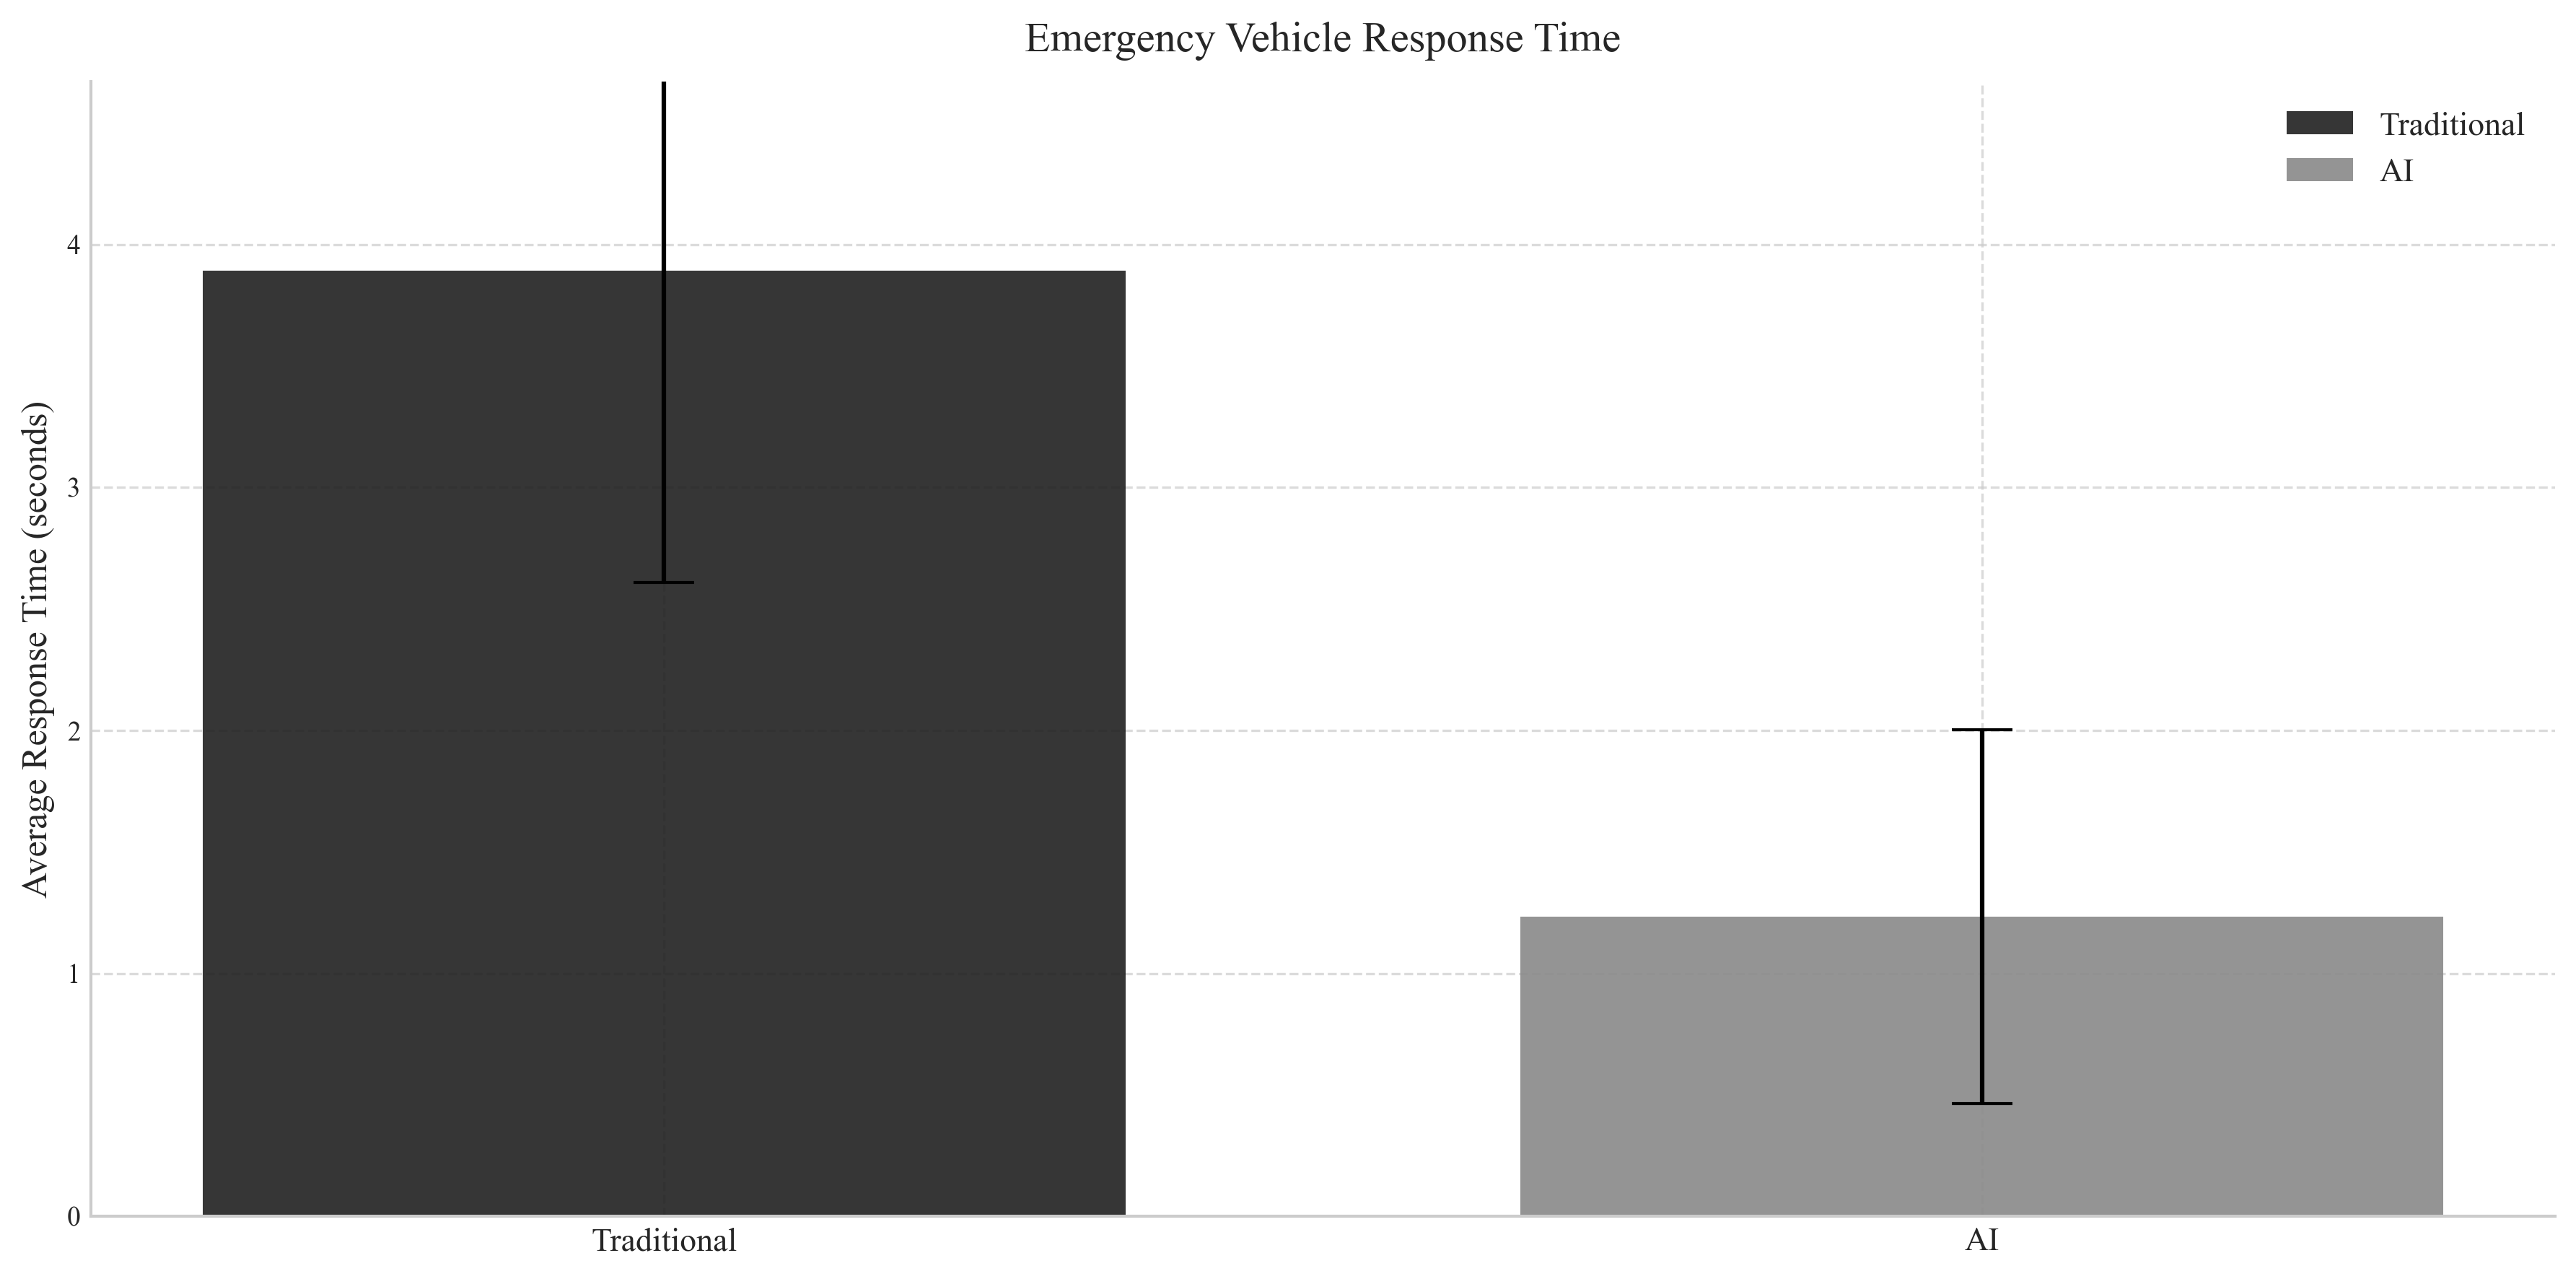 Emergency Vehicle Response Time
Traditional
AI
Average Response Time (seconds)
4
3
2
1
0
Traditional
AI